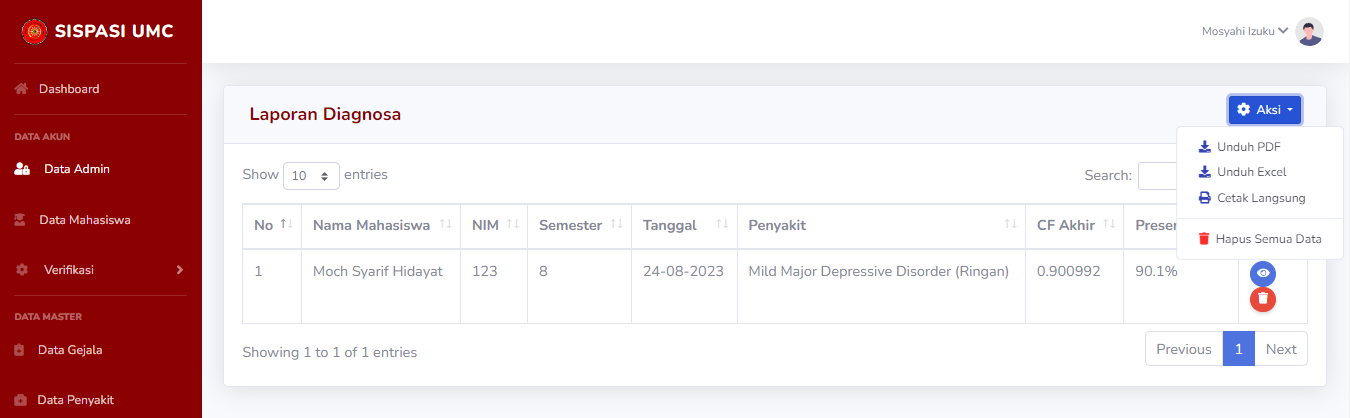 SISPASI UMC
Mosyahi Izuku
Dashboard
DATA AKUN
Data Admin
Data Mahasiswa
Verifikasi
DATA MASTER
Data Gejala
Data Penyakit
Laporan Diagnosa
Aksi
Unduh PDF
Unduh Excel
Cetak Langsung
Hapus Semua Data
Show 10 entries
Search:
No Nama Mahasiswa NIM Semester Tanggal Penyakit CF Akhir
1 Moch Syarif Hidayat 123 8 24-08-2023 Mild Major Depressive Disorder (Ringan) 0.900992 90.1%
Showing 1 to 1 of 1 entries
Previous 1 Next